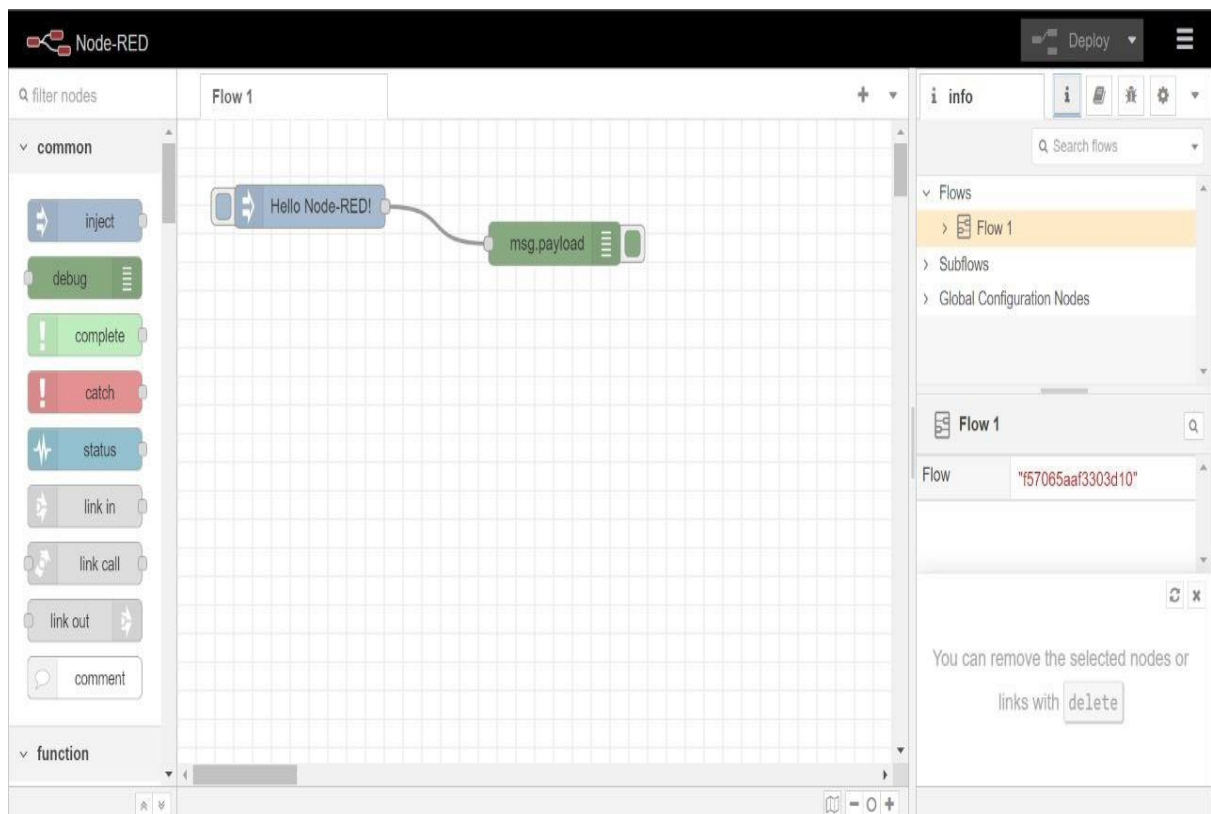 Node-RED
Deploy
filter nodes
Flow 1
i info
Search flows
common
inject
debug
complete
catch
status
link in
link call
link out
comment
function
Hello Node-RED!
msg.payload
Flows
Flow 1
Subflows
Global Configuration Nodes
Flow 1
Flow "f57065aaf3303d10"
You can remove the selected nodes or
links with delete